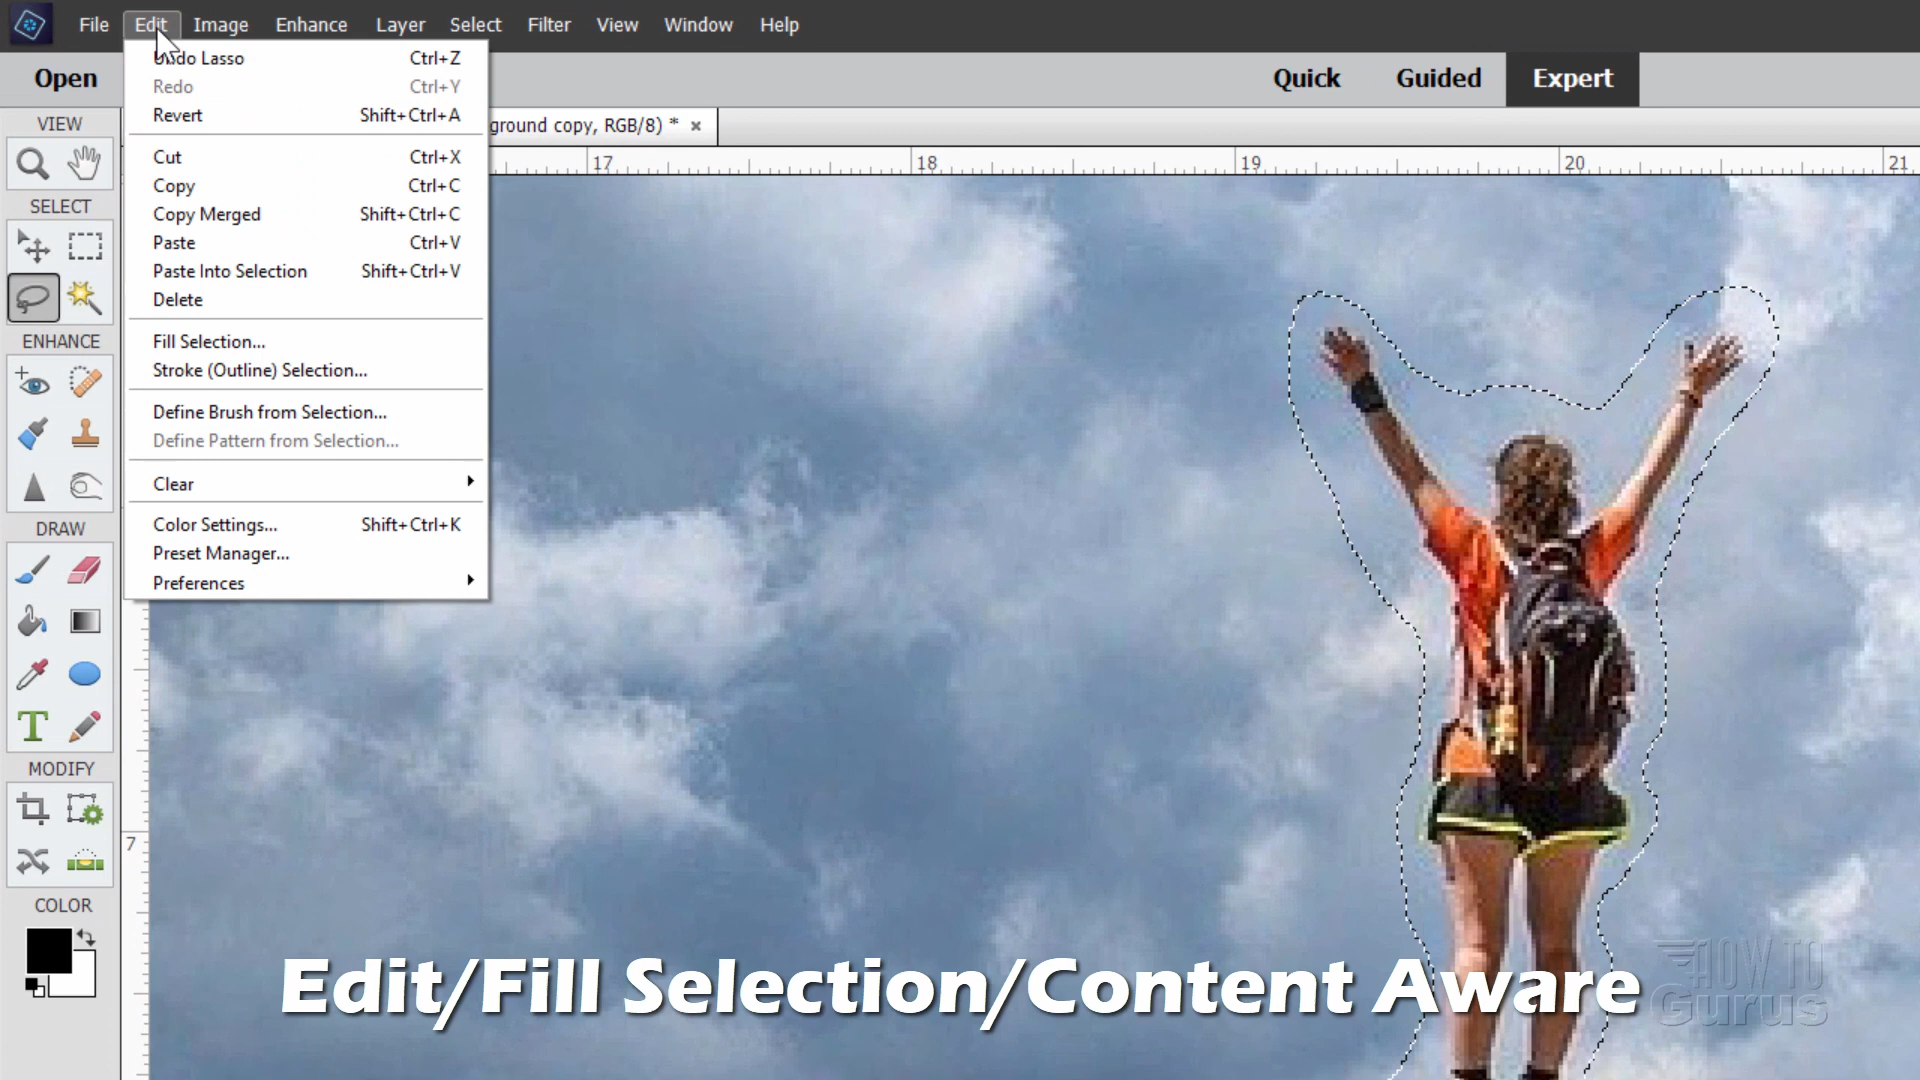 File Edit Image Enhance Layer Select Filter View Window Help
Open
Quick Guided Expert
ground copy, RGB/8) * ×
17 18 19 20 21
7
VIEW
SELECT
ENHANCE
DRAW
T
MODIFY
COLOR
Undo Lasso Ctrl+Z
Redo Ctrl+Y
Revert Shift+Ctrl+A
Cut Ctrl+X
Copy Ctrl+C
Copy Merged Shift+Ctrl+C
Paste Ctrl+V
Paste Into Selection Shift+Ctrl+V
Delete
Fill Selection...
Stroke (Outline) Selection...
Define Brush from Selection...
Define Pattern from Selection...
Clear
Color Settings... Shift+Ctrl+K
Preset Manager...
Preferences
Edit/Fill Selection/Content Aware
HOW TO
Gurus